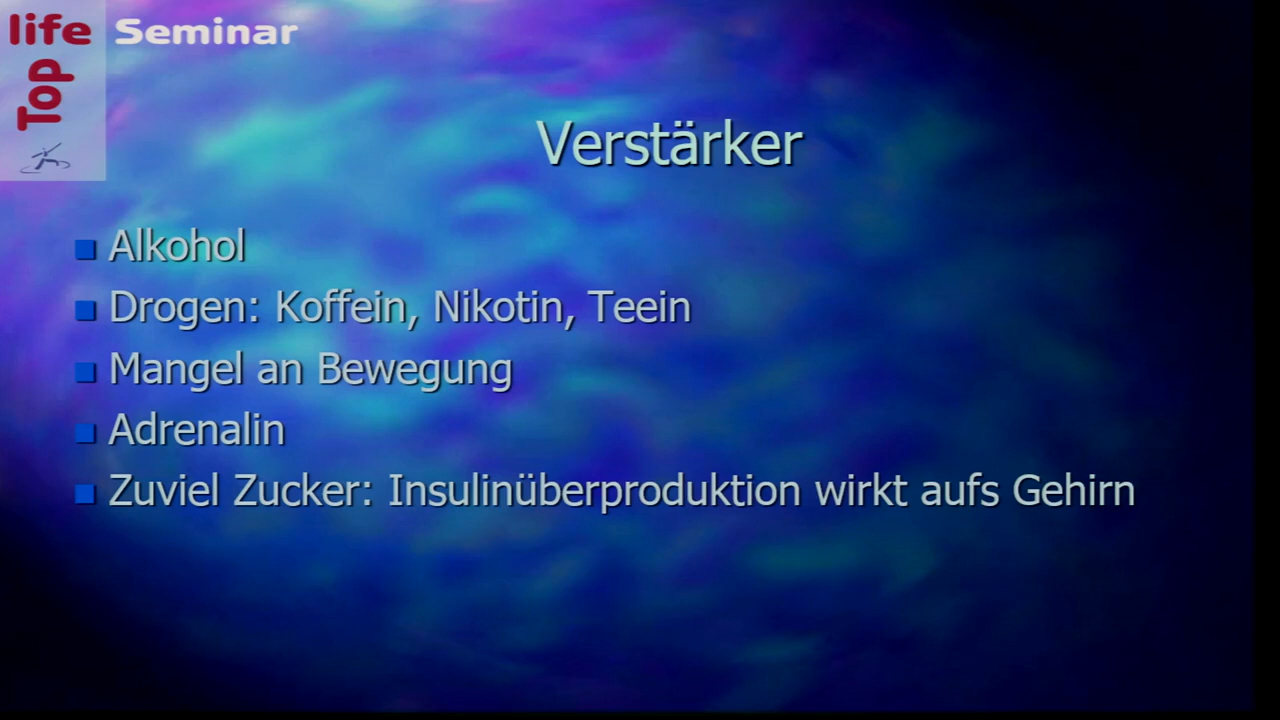 life Seminar
Top
Verstärker
Alkohol
Drogen: Koffein, Nikotin, Teein
Mangel an Bewegung
Adrenalin
Zuviel Zucker: Insulinüberproduktion wirkt aufs Gehirn